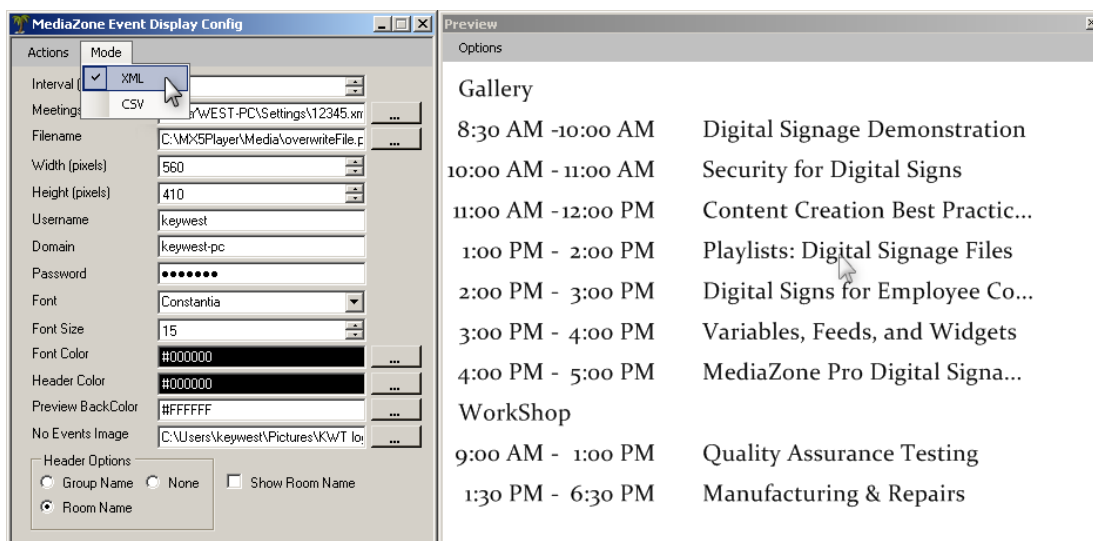 MediaZone Event Display Config
Actions Mode
XML
CSV
Interval (
Meetings WEST-PC\Settings\12345.xm
...
Filename C:\MX5Player\Media\overwriteFile.p
...
Width (pixels) 560
Height (pixels) 410
Username keywest
Domain keywest-pc
Password
Font Constantia
Font Size 15
Font Color #000000 ...
Header Color #000000 ...
Preview BackColor #FFFFFF ...
No Events Image C:\Users\keywest\Pictures\KWT lo ...
Header Options
Group Name None Show Room Name
Room Name
Preview
Options
Gallery
8:30 AM -10:00 AM Digital Signage Demonstration
10:00 AM - 11:00 AM Security for Digital Signs
11:00 AM -12:00 PM Content Creation Best Practic...
1:00 PM - 2:00 PM Playlists: Digital Signage Files
2:00 PM - 3:00 PM Digital Signs for Employee Co...
3:00 PM - 4:00 PM Variables, Feeds, and Widgets
4:00 PM - 5:00 PM MediaZone Pro Digital Signa...
WorkShop
9:00 AM - 1:00 PM Quality Assurance Testing
1:30 PM - 6:30 PM Manufacturing & Repairs